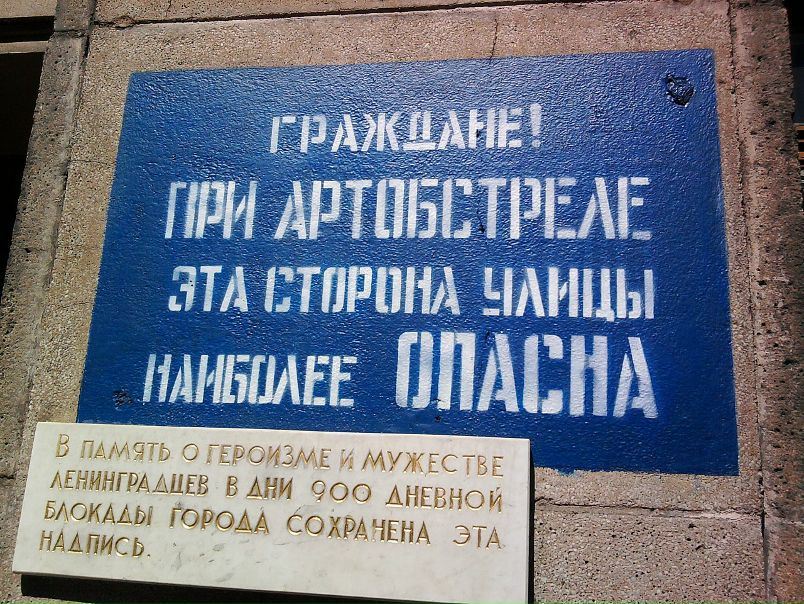 ГРАЖДАНЕ!
ПРИ АРТОБСТРЕЛЕ
ЭТА СТОРОНА УЛИЦЫ
НАИБОЛЕЕ ОПАСНА
В ПАМЯТЬ О ГЕРОИЗМЕ И МУЖЕСТВЕ
ЛЕНИНГРАДЦЕВ В ДНИ 900 ДНЕВНОЙ
БЛОКАДЫ ГОРОДА СОХРАНЕНА ЭТА
НАДПИСЬ.